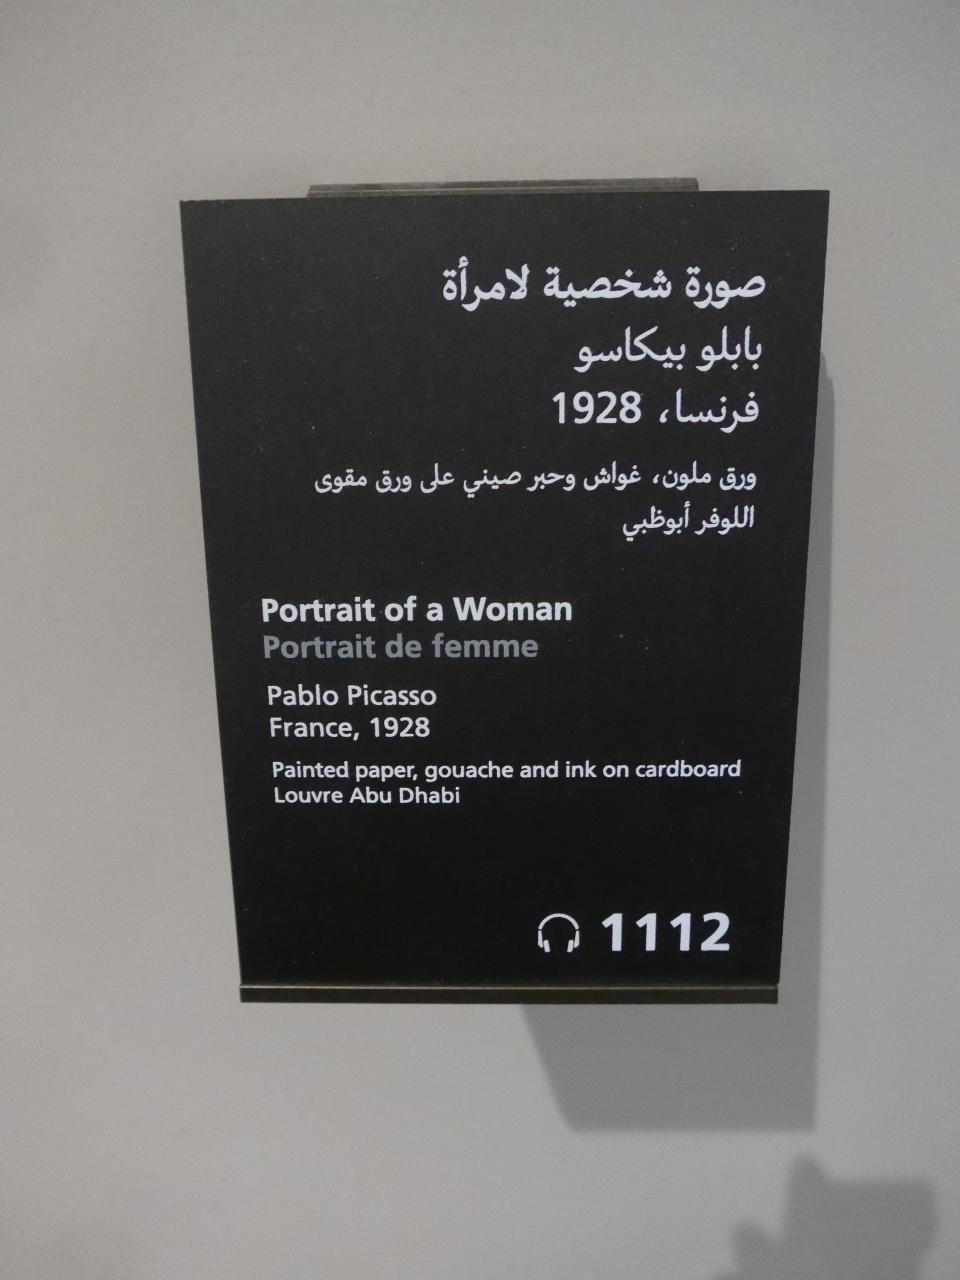 صورة شخصية لامرأة
بابلو بيكاسو
فرنسا، 1928
ورق ملون، غواش وحبر صيني على ورق مقوى
اللوفر أبوظبي
Portrait of a Woman
Portrait de femme
Pablo Picasso
France, 1928
Painted paper, gouache and ink on cardboard
Louvre Abu Dhabi
1112